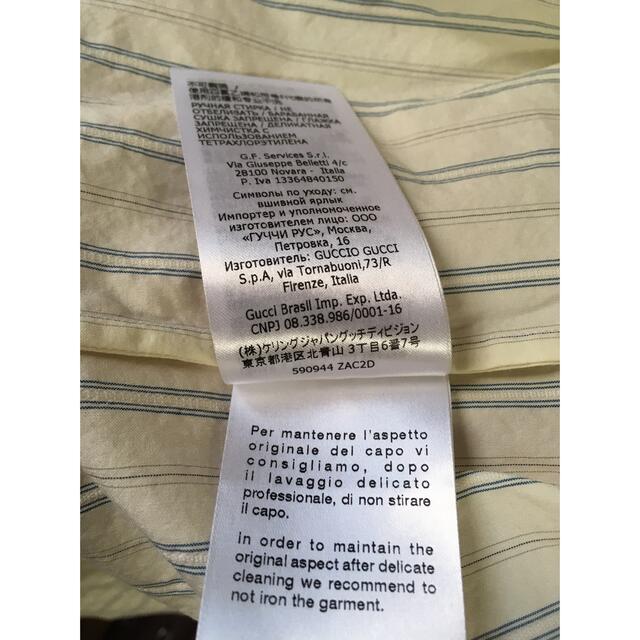 РУЧНАЯ СТИРКА / НЕ
ОТБЕЛИВАТЬ / БАРАБАННАЯ
СУШКА ЗАПРЕЩЕНА / ГЛАЖКА
ЗАПРЕЩЕНА / ДЕЛИКАТНАЯ
ХИМЧИСТКА С
ИСПОЛЬЗОВАНИЕМ
ТЕТРАХЛОРЭТИЛЕНА
G.F. Services S.r.l.
Via Giuseppe Belletti 4/c
28100 Novara - Italia
P. Iva 13364840150
Символы по уходу: см.
вшивной ярлык
Импортер и уполномоченное
изготовителем лицо: ООО
«ГУЧЧИ РУС», Москва,
Петровка, 16
Изготовитель: GUCCIO GUCCI
S.p.A, via Tornabuoni,73/R
Firenze, Italia
Gucci Brasil Imp. Exp. Ltda.
CNPJ 08.338.986/0001-16
(株)ケリングジャパングッチディビジョン
東京都港区北青山3丁目6番7号
590944 ZAC2D
Per mantenere l'aspetto
originale del capo vi
consigliamo, dopo
il lavaggio delicato
professionale, di non stirare
il capo.
In order to maintain the
original aspect after delicate
cleaning we recommend to
not iron the garment.